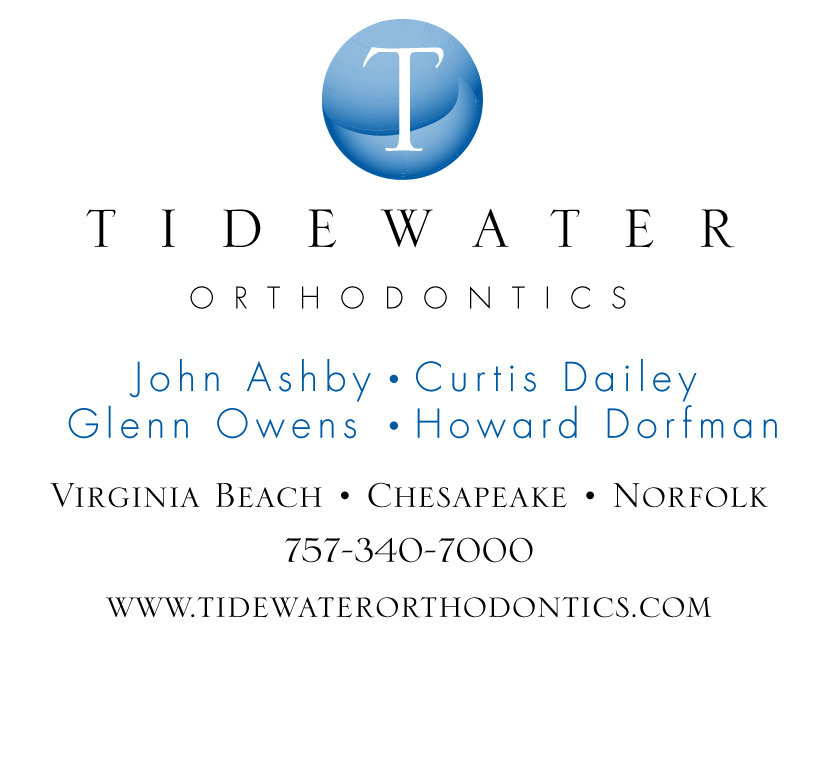 T
TIDEWATER
ORTHODONTICS
John Ashby • Curtis Dailey
Glenn Owens • Howard Dorfman
VIRGINIA BEACH • CHESAPEAKE • NORFOLK
757-340-7000
WWW.TIDEWATERORTHODONTICS.COM